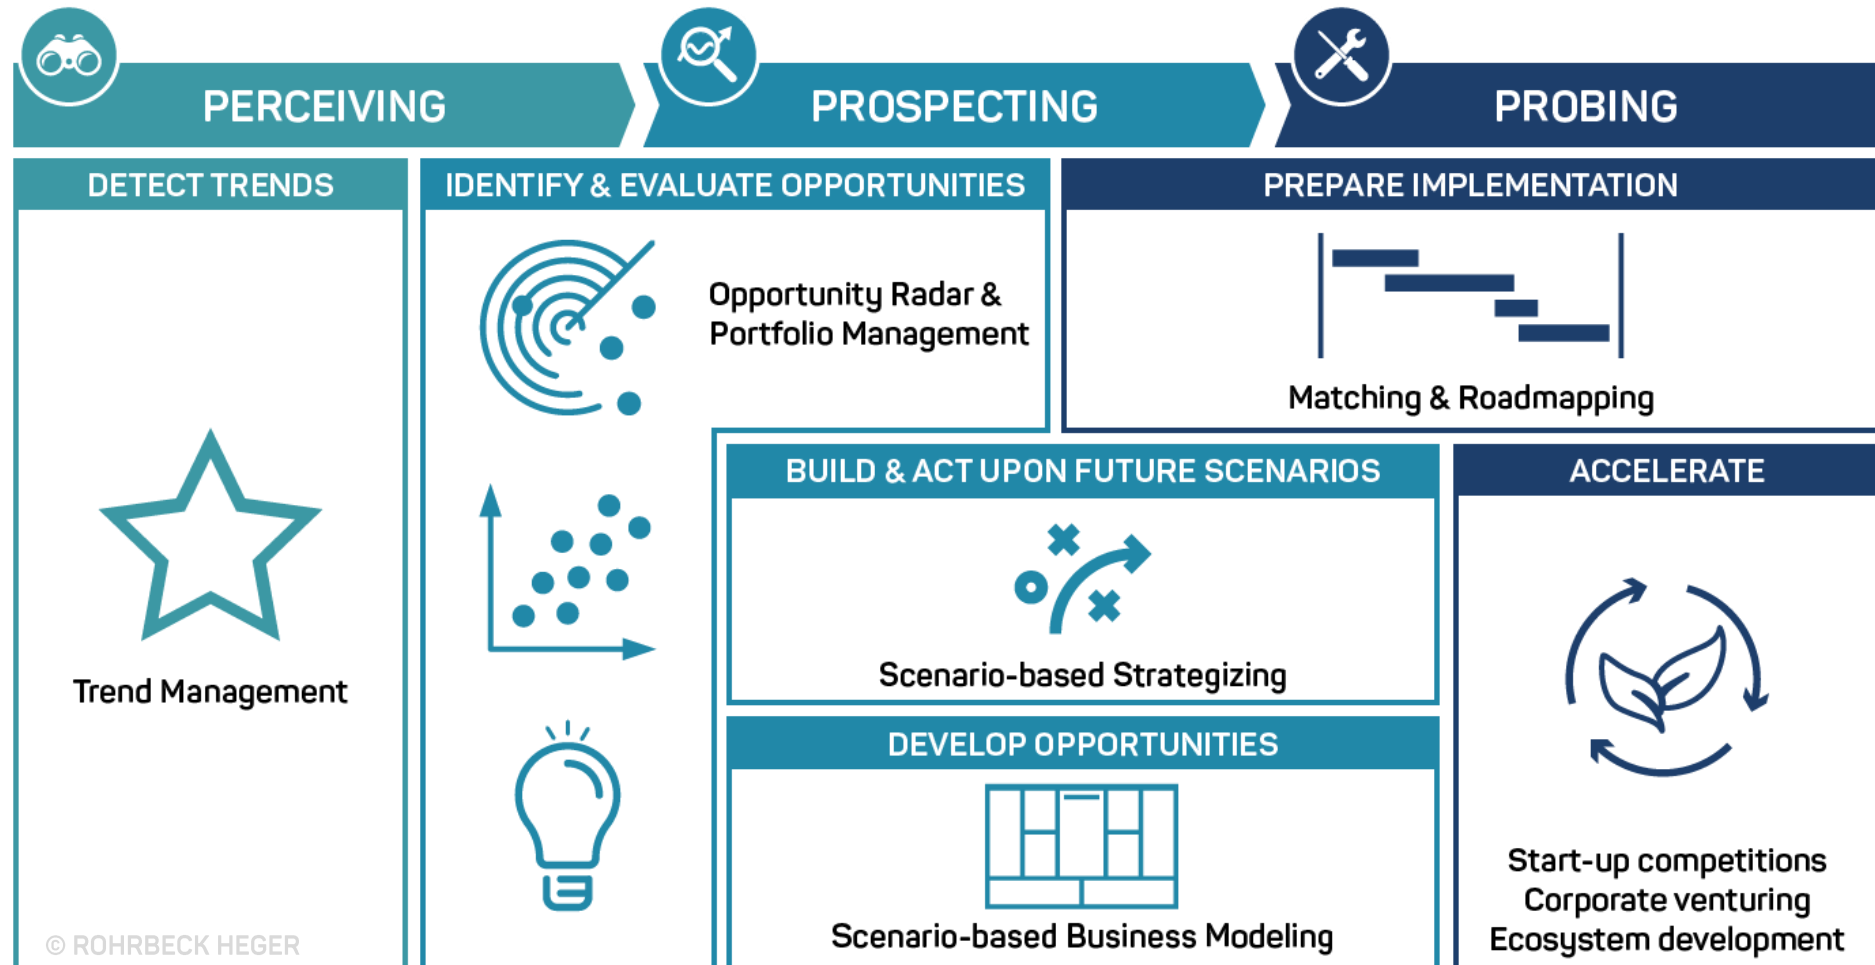 PERCEIVING
PROSPECTING
PROBING
DETECT TRENDS
Trend Management
IDENTIFY & EVALUATE OPPORTUNITIES
Opportunity Radar &
Portfolio Management
PREPARE IMPLEMENTATION
Matching & Roadmapping
BUILD & ACT UPON FUTURE SCENARIOS
Scenario-based Strategizing
DEVELOP OPPORTUNITIES
Scenario-based Business Modeling
ACCELERATE
Start-up competitions
Corporate venturing
Ecosystem development
© ROHRBECK HEGER